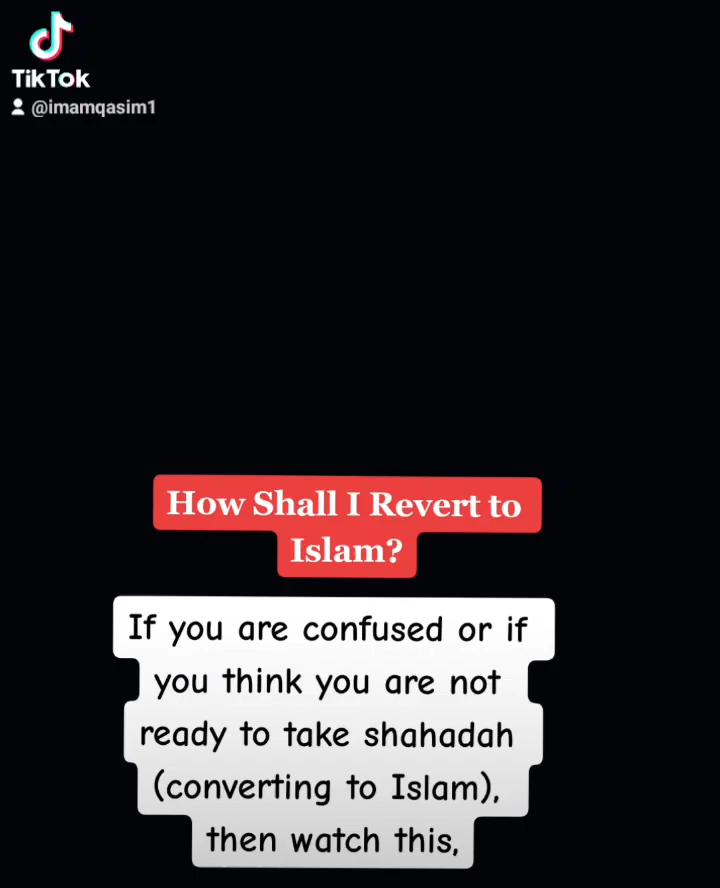 TikTok
@imamqasim1
How Shall I Revert to
Islam?
If you are confused or if
you think you are not
ready to take shahadah
(converting to Islam),
then watch this,